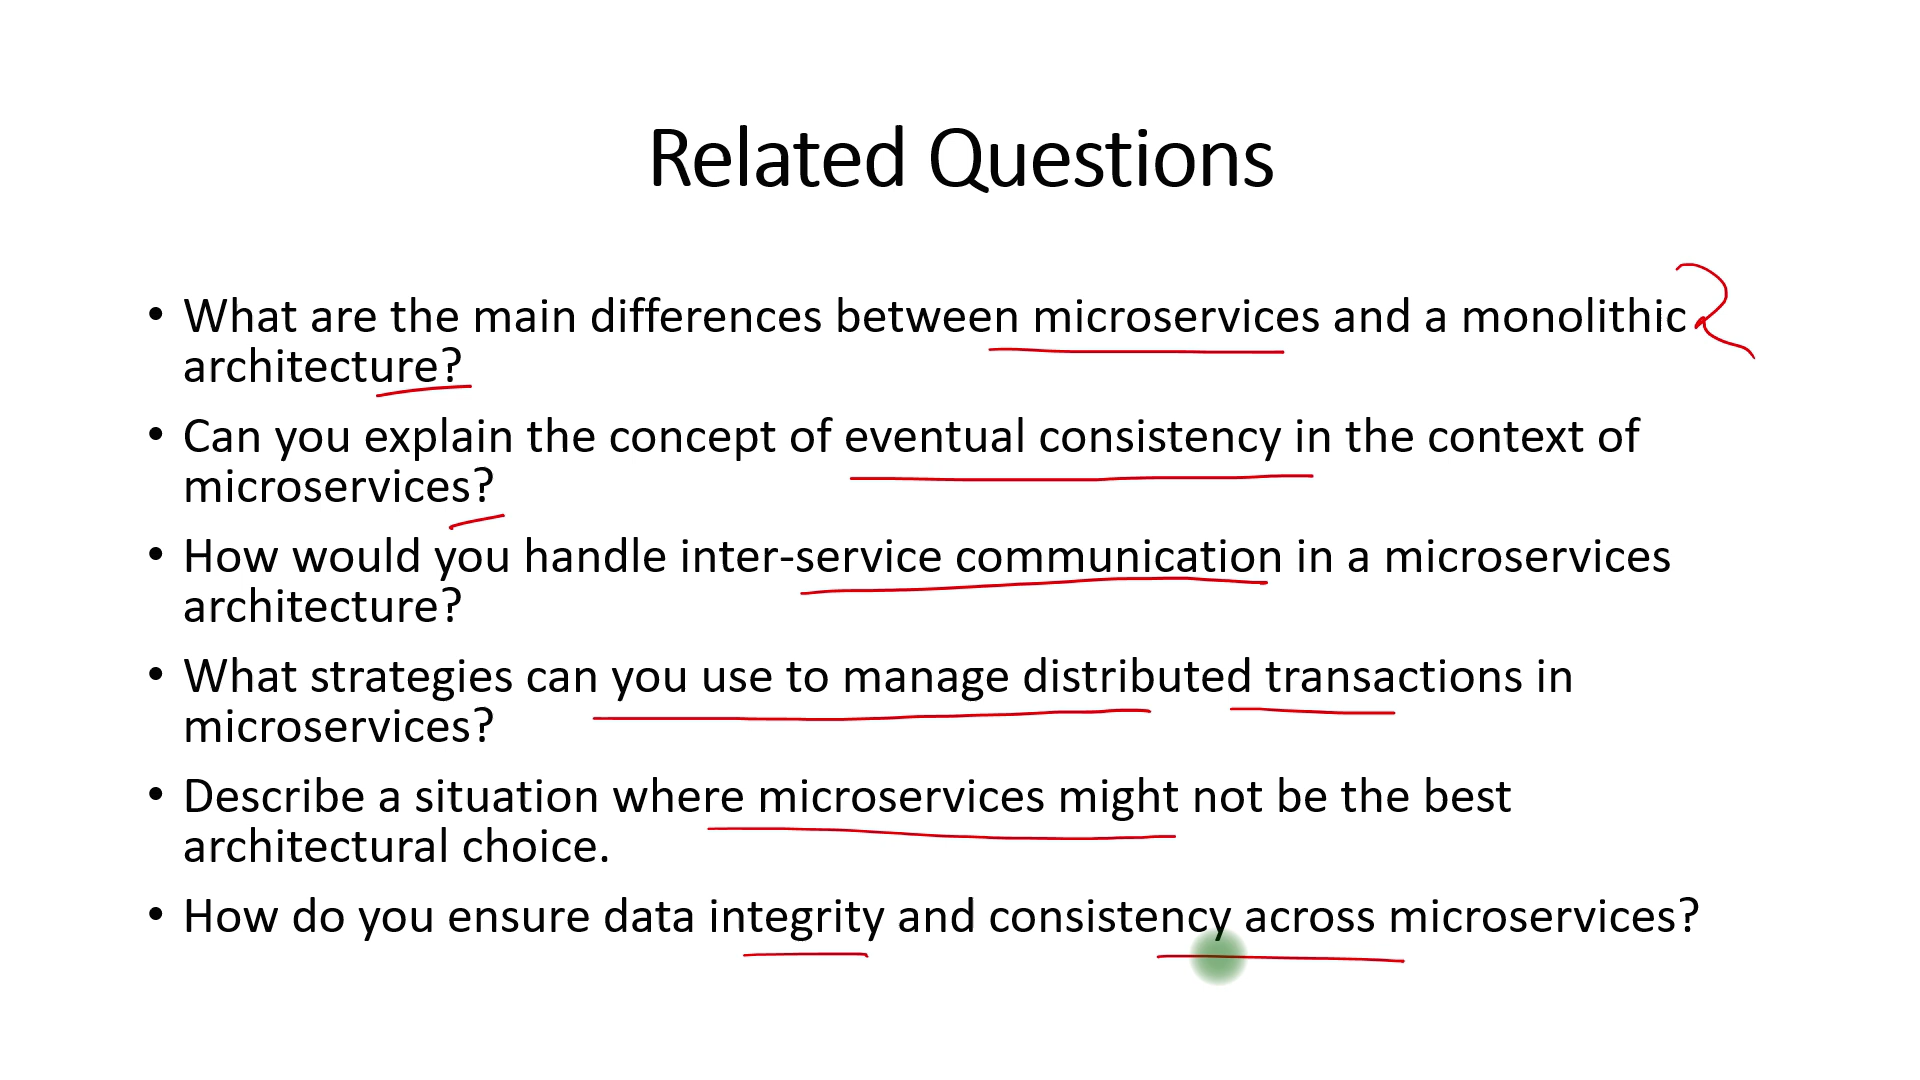 Related Questions
• What are the main differences between microservices and a monolithic
architecture?
• Can you explain the concept of eventual consistency in the context of
microservices?
• How would you handle inter-service communication in a microservices
architecture?
• What strategies can you use to manage distributed transactions in
microservices?
• Describe a situation where microservices might not be the best
architectural choice.
• How do you ensure data integrity and consistency across microservices?